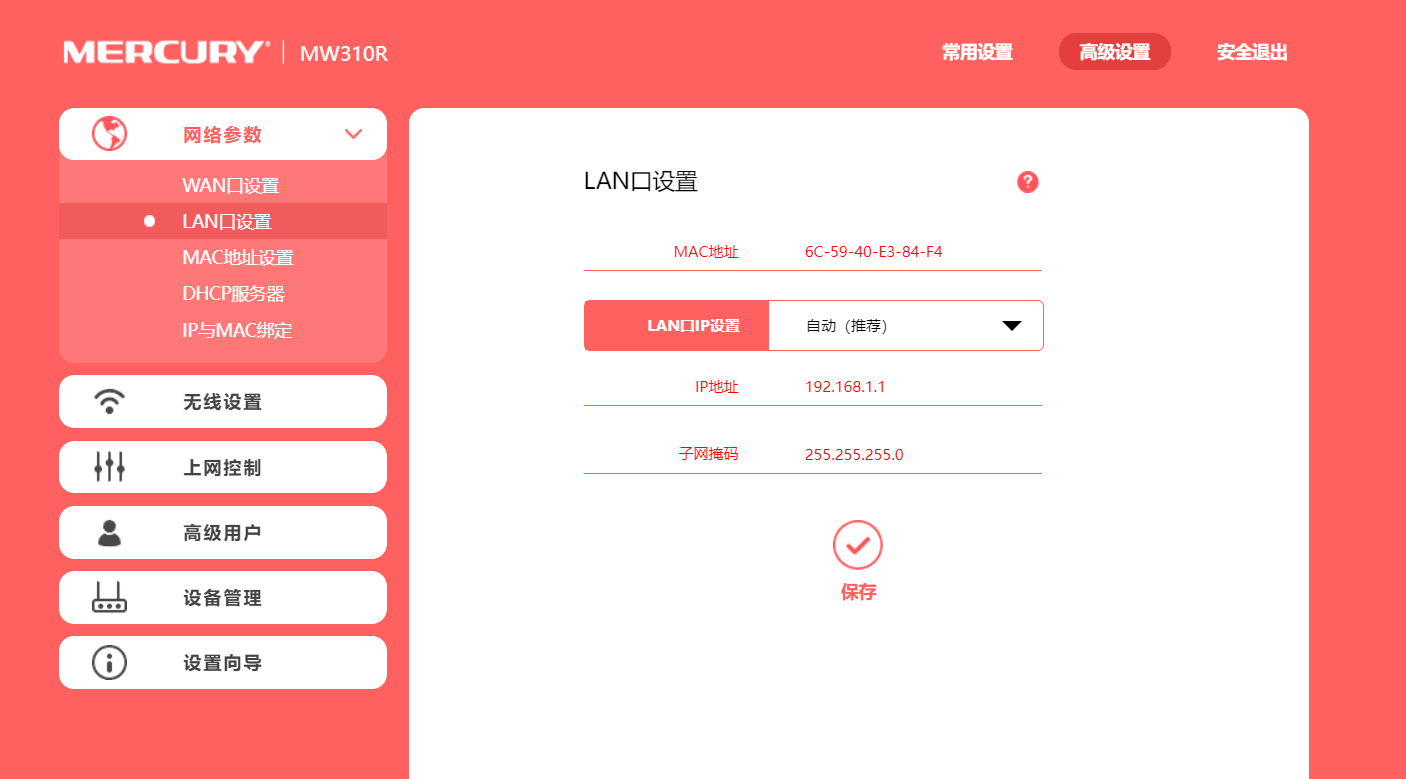 MERCURY® | MW310R
常用设置
高级设置
安全退出
网络参数
WAN口设置
LAN口设置
MAC地址设置
DHCP服务器
IP与MAC绑定
无线设置
上网控制
高级用户
设备管理
设置向导
LAN口设置
?
MAC地址 6C-59-40-E3-84-F4
LAN口IP设置 自动（推荐）
IP地址 192.168.1.1
子网掩码 255.255.255.0
保存